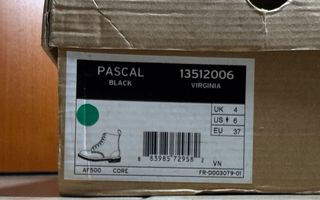 PASCAL 13512006
BLACK VIRGINIA
UK 4
US 6
EU 37
8 83985 72958 2
VN
AF500 CORE FR-D003079-01